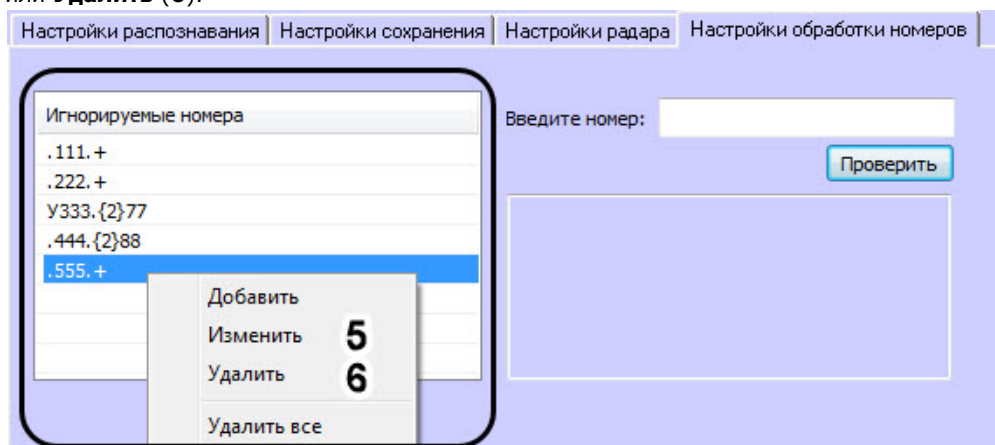 или Удалить (6).
Настройки распознавания Настройки сохранения Настройки радара Настройки обработки номеров
Игнорируемые номера
Введите номер:
.111.+
Проверить
.222.+
У333.{2}77
.444.{2}88
.555.+
Добавить
Изменить 5
Удалить 6
Удалить все